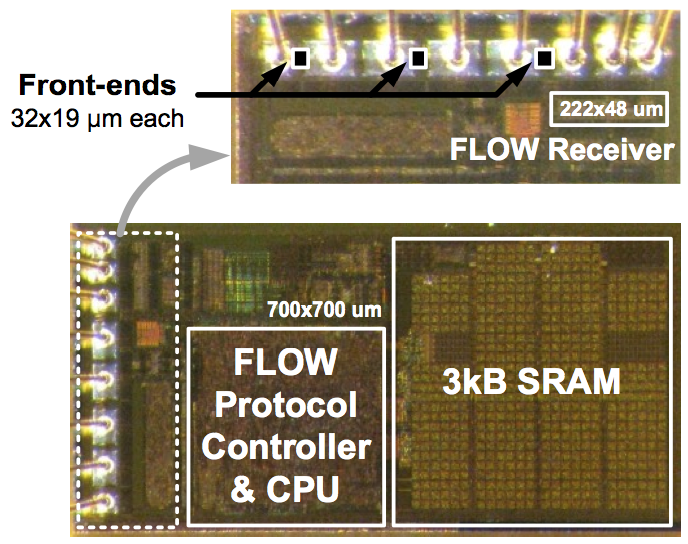 Front-ends
32x19 µm each
222x48 um
FLOW Receiver
700x700 um
FLOW
Protocol
Controller
& CPU
3kB SRAM